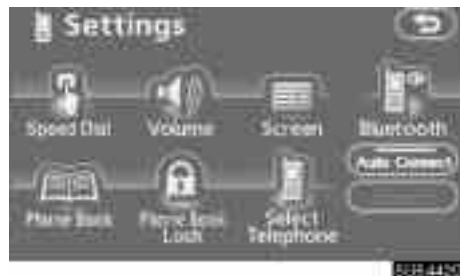 Settings
Speed Dial Volume Screen Bluetooth
Auto Connect
Phone Book Phone Book Select
Lock Telephone